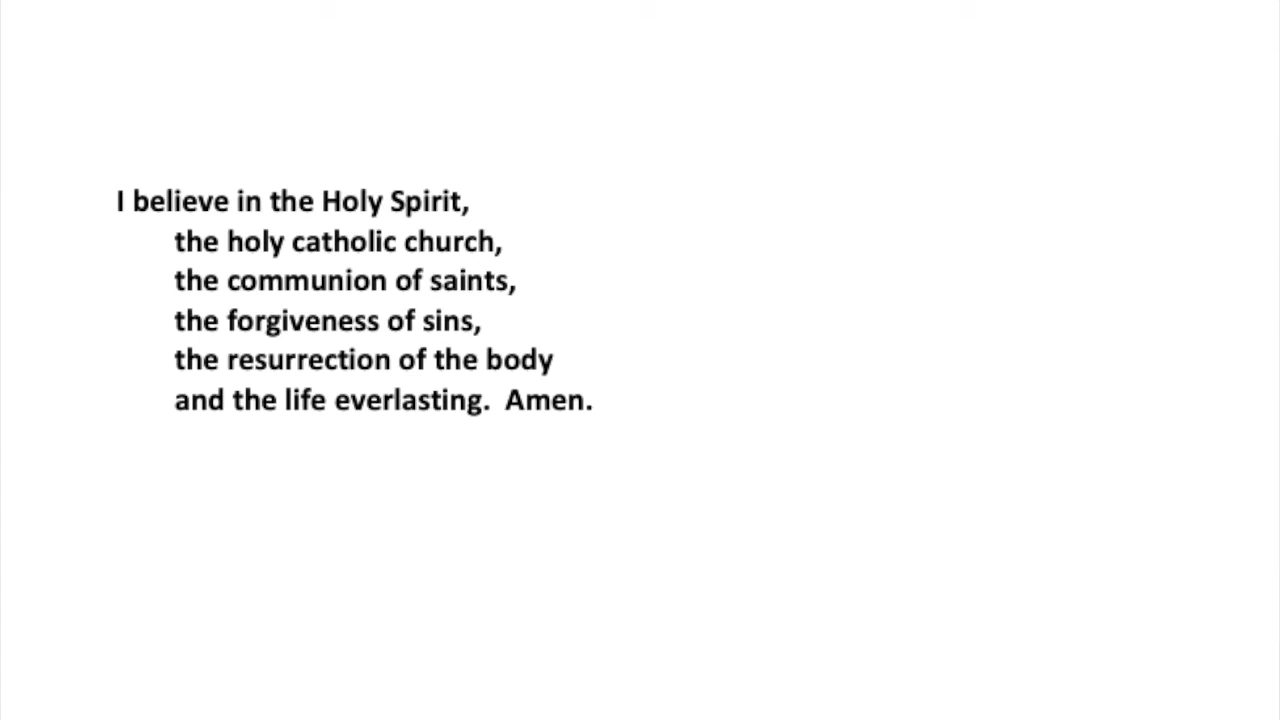 I believe in the Holy Spirit,
the holy catholic church,
the communion of saints,
the forgiveness of sins,
the resurrection of the body
and the life everlasting.  Amen.